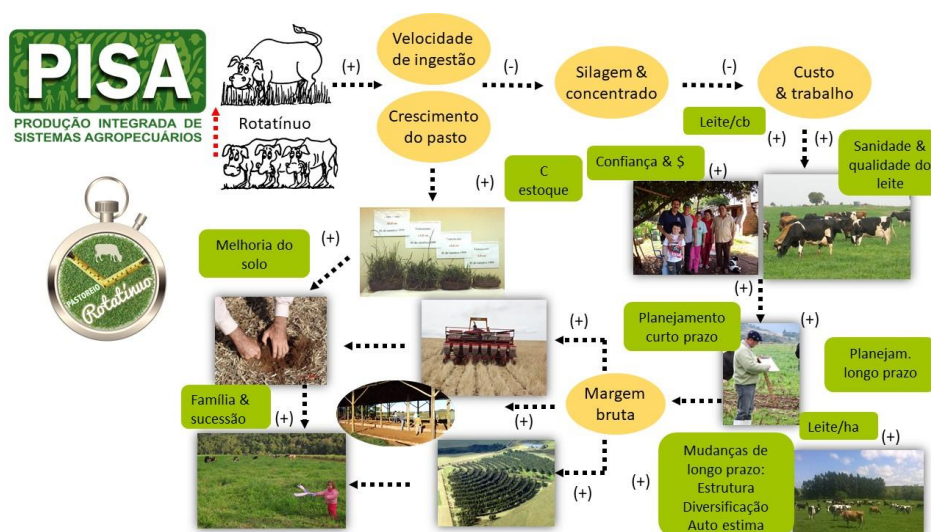 PISA
PRODUÇÃO INTEGRADA DE
SISTEMAS AGROPECUÁRIOS
Rotatínuo
(+)
Velocidade
de ingestão
Crescimento
do pasto
(-)
Silagem &
concentrado
(-)
Custo
& trabalho
Leite/cb
(+)
(+)
Sanidade &
qualidade do
leite
(+)
C
estoque
Confiança & $
(+)
PASTOREIO
Rotatínuo
Melhoria do
solo
(+)
(+)
(+)
Planejamento
curto prazo
Planejam.
longo prazo
(+)
Família &
sucessão
(+)
(+)
Margem
bruta
Leite/ha
(+)
(+)
Mudanças de
longo prazo:
Estrutura
Diversificação
Auto estima
(+)